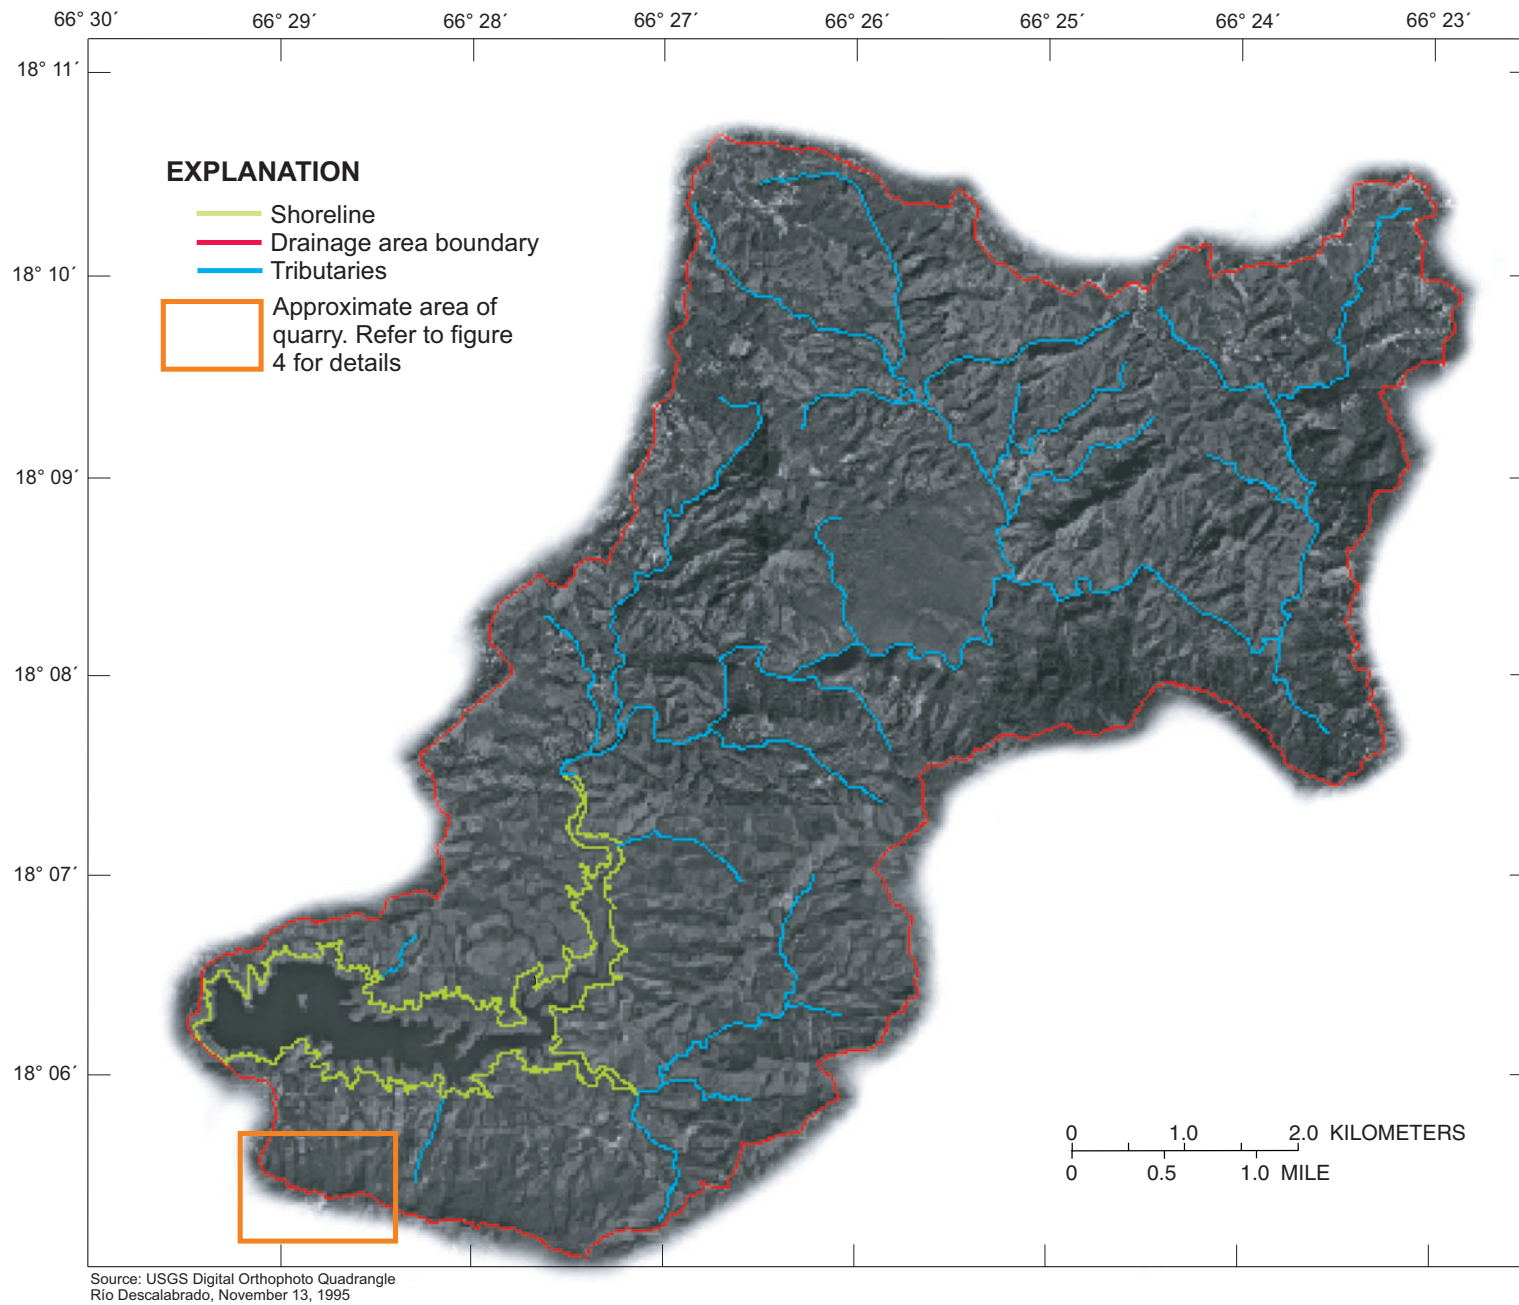 66° 30′ 66° 29′ 66° 28′ 66° 27′ 66° 26′ 66° 25′ 66° 24′ 66° 23′
18° 11′
EXPLANATION
Shoreline
Drainage area boundary
Tributaries
Approximate area of
quarry. Refer to figure
4 for details
18° 10′
18° 09′
18° 08′
18° 07′
18° 06′
0 1.0 2.0 KILOMETERS
0 0.5 1.0 MILE
Source: USGS Digital Orthophoto Quadrangle
Río Descalabrado, November 13, 1995